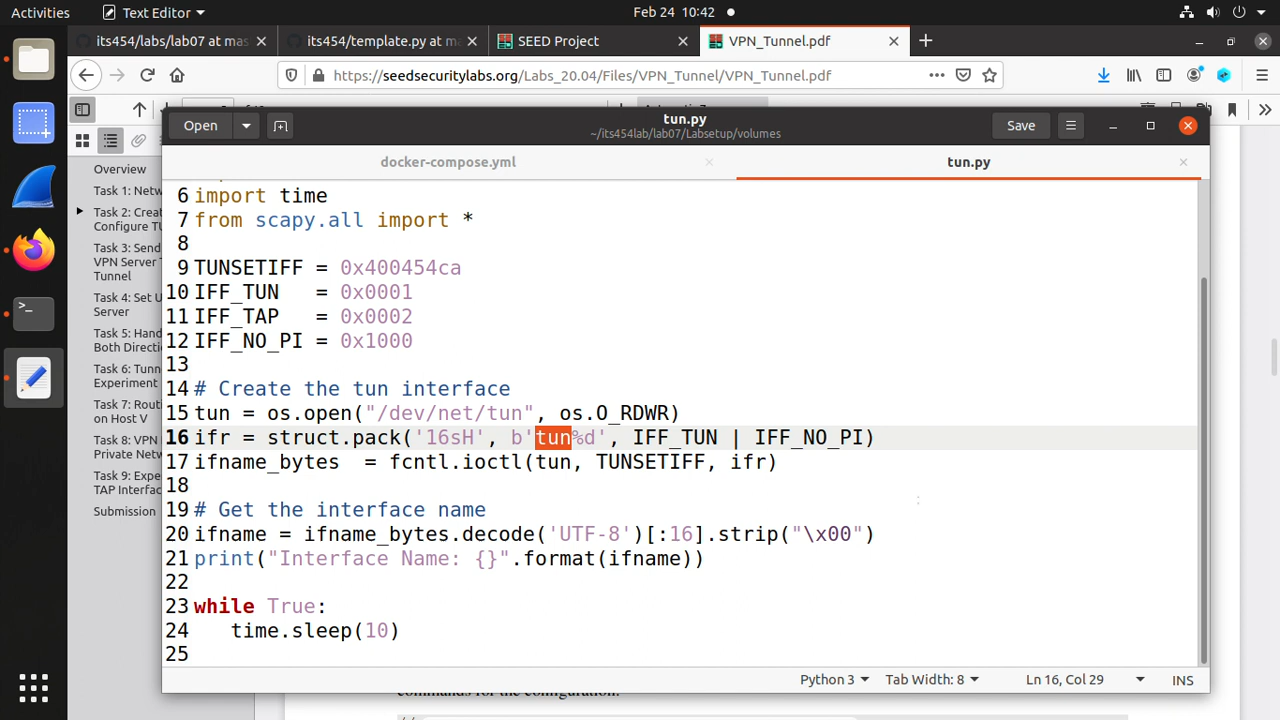 Activities
Text Editor
Feb 24 10:42
its454/labs/lab07 at mas
its454/template.py at ma
SEED Project
VPN_Tunnel.pdf
https://seedsecuritylabs.org/Labs_20.04/Files/VPN_Tunnel/VPN_Tunnel.pdf
Open
tun.py
~/its454lab/lab07/Labsetup/volumes
Save
docker-compose.yml
tun.py
Overview
Task 1: Netw
Task 2: Creat
Configure TU
Task 3: Send
VPN Server T
Tunnel
Task 4: Set U
Server
Task 5: Hand
Both Directio
Task 6: Tunn
Experiment
Task 7: Rout
on Host V
Task 8: VPN
Private Netw
Task 9: Expe
TAP Interfac
Submission
6 import time
7 from scapy.all import *
8
9 TUNSETIFF = 0x400454ca
10 IFF_TUN   = 0x0001
11 IFF_TAP   = 0x0002
12 IFF_NO_PI = 0x1000
13
14 # Create the tun interface
15 tun = os.open("/dev/net/tun", os.O_RDWR)
16 ifr = struct.pack('16sH', b'tun%d', IFF_TUN | IFF_NO_PI)
17 ifname_bytes  = fcntl.ioctl(tun, TUNSETIFF, ifr)
18
19 # Get the interface name
20 ifname = ifname_bytes.decode('UTF-8')[:16].strip("\x00")
21 print("Interface Name: {}".format(ifname))
22
23 while True:
24    time.sleep(10)
25
Python 3
Tab Width: 8
Ln 16, Col 29
INS
commands for the configuration.